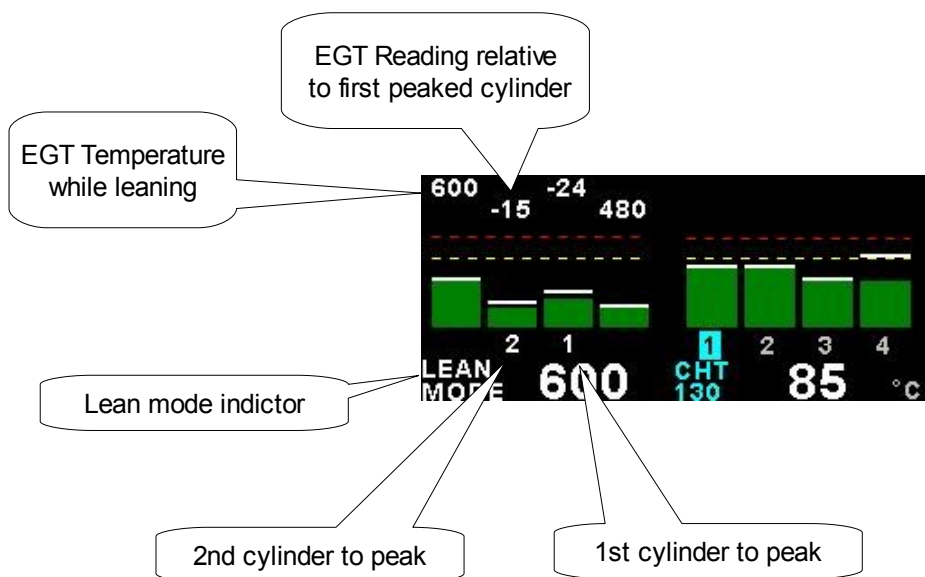 EGT Reading relative
to first peaked cylinder
EGT Temperature
while leaning
600 -24
-15 480
2 1 1 2 3 4
LEAN
MODE 600 CHT
130 85 °C
Lean mode indictor
2nd cylinder to peak
1st cylinder to peak